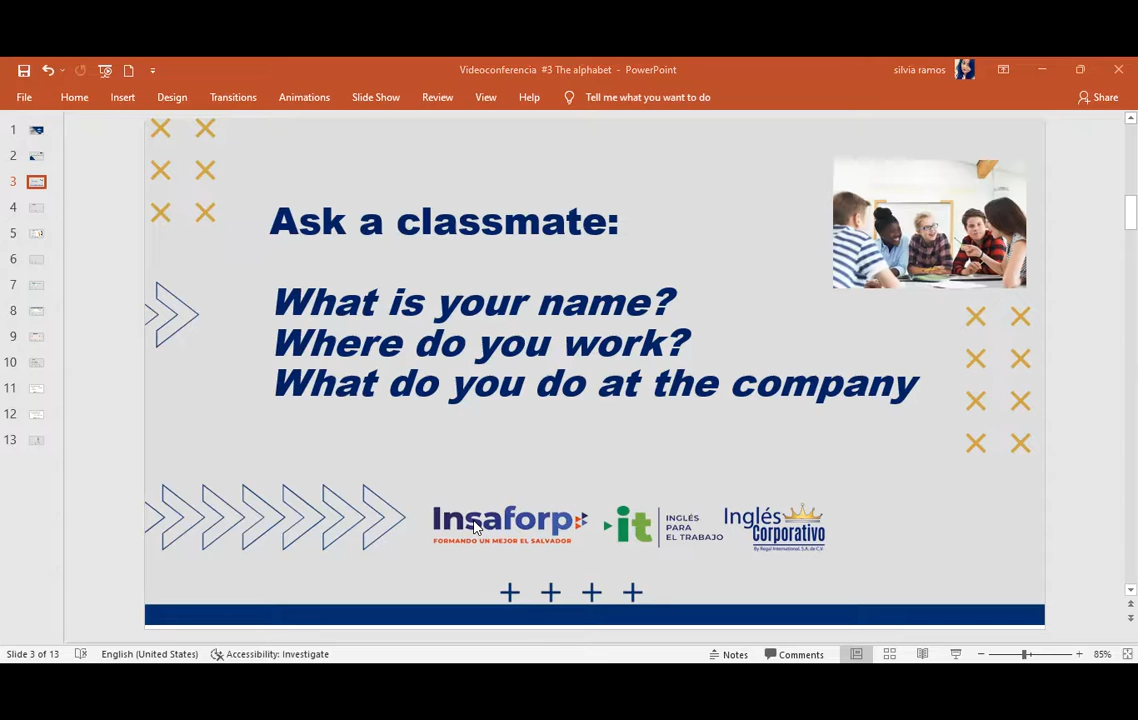 Videoconferencia #3 The alphabet - PowerPoint
silvia ramos
File Home Insert Design Transitions Animations Slide Show Review View Help Tell me what you want to do Share
1
2
3
4
5
6
7
8
9
10
11
12
13
Ask a classmate:
What is your name?
Where do you work?
What do you do at the company
Insaforp
FORMANDO UN MEJOR EL SALVADOR
it
INGLÉS
PARA
EL TRABAJO
Inglés
Corporativo
By Regal International, S.A. de C.V.
Slide 3 of 13 English (United States) Accessibility: Investigate Notes Comments 85%